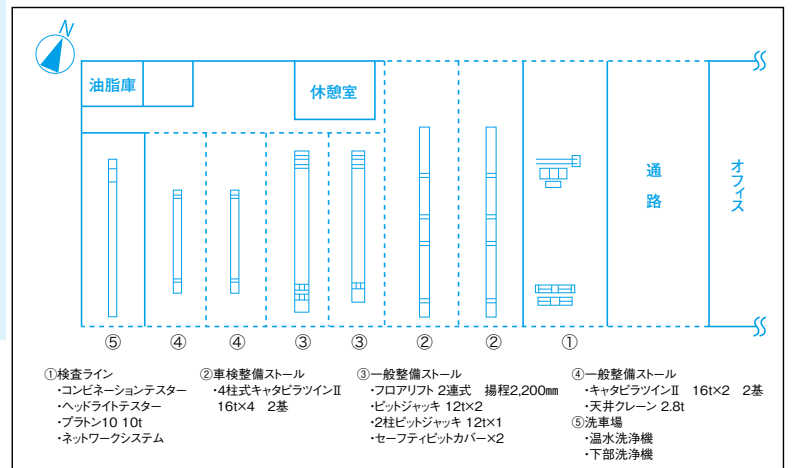 N
油脂庫
休憩室
通路
オフィス
⑤ ④ ④ ③ ③ ② ② ①
①検査ライン
・コンビネーションテスター
・ヘッドライトテスター
・プラトン10 10t
・ネットワークシステム
②車検整備ストール
・4柱式キャタピラツインⅡ
16t×4 2基
③一般整備ストール
・フロアリフト 2連式 揚程2,200㎜
・ピットジャッキ 12t×2
・2柱ピットジャッキ 12t×1
・セーフティピットカバー×2
④一般整備ストール
・キャタピラツインⅡ 16t×2 2基
・天井クレーン 2.8t
⑤洗車場
・温水洗浄機
・下部洗浄機